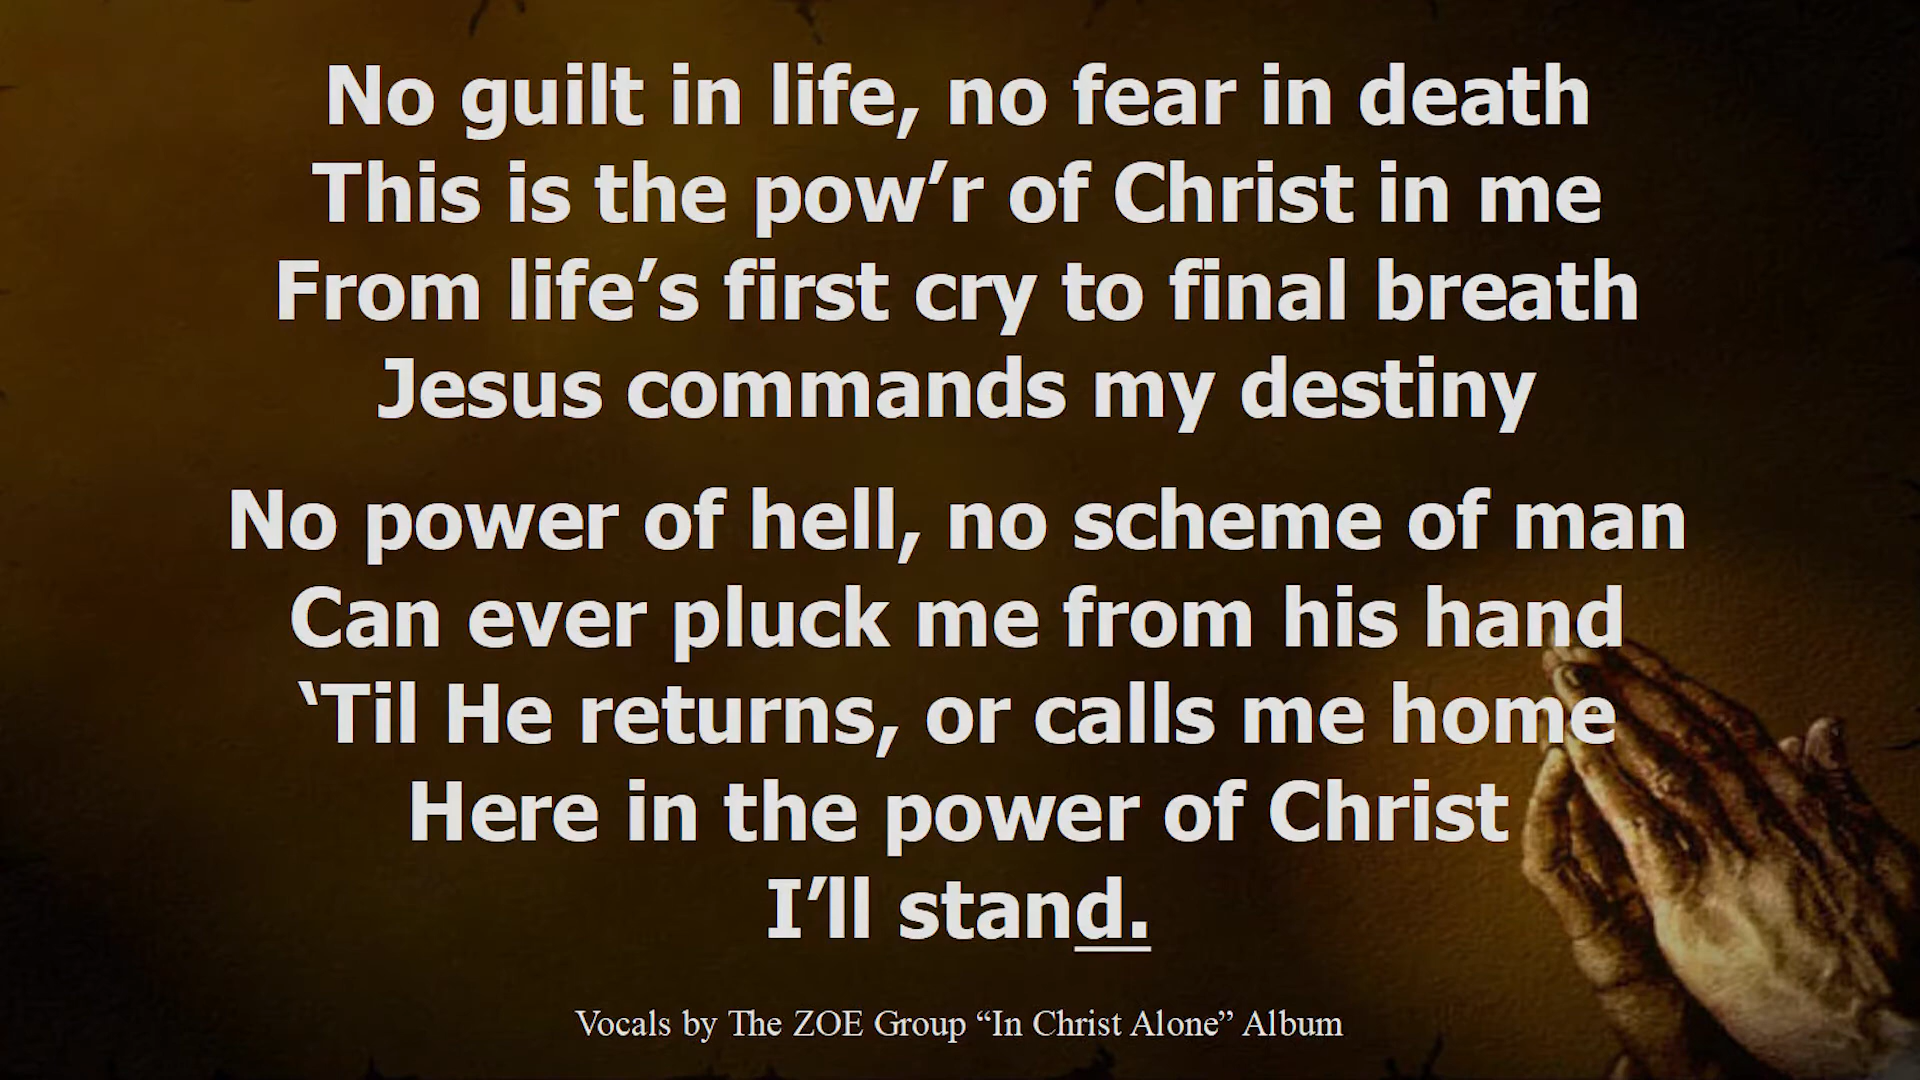 No guilt in life, no fear in death
This is the pow’r of Christ in me
From life’s first cry to final breath
Jesus commands my destiny
No power of hell, no scheme of man
Can ever pluck me from his hand
‘Til He returns, or calls me home
Here in the power of Christ
I’ll stand.
Vocals by The ZOE Group “In Christ Alone” Album